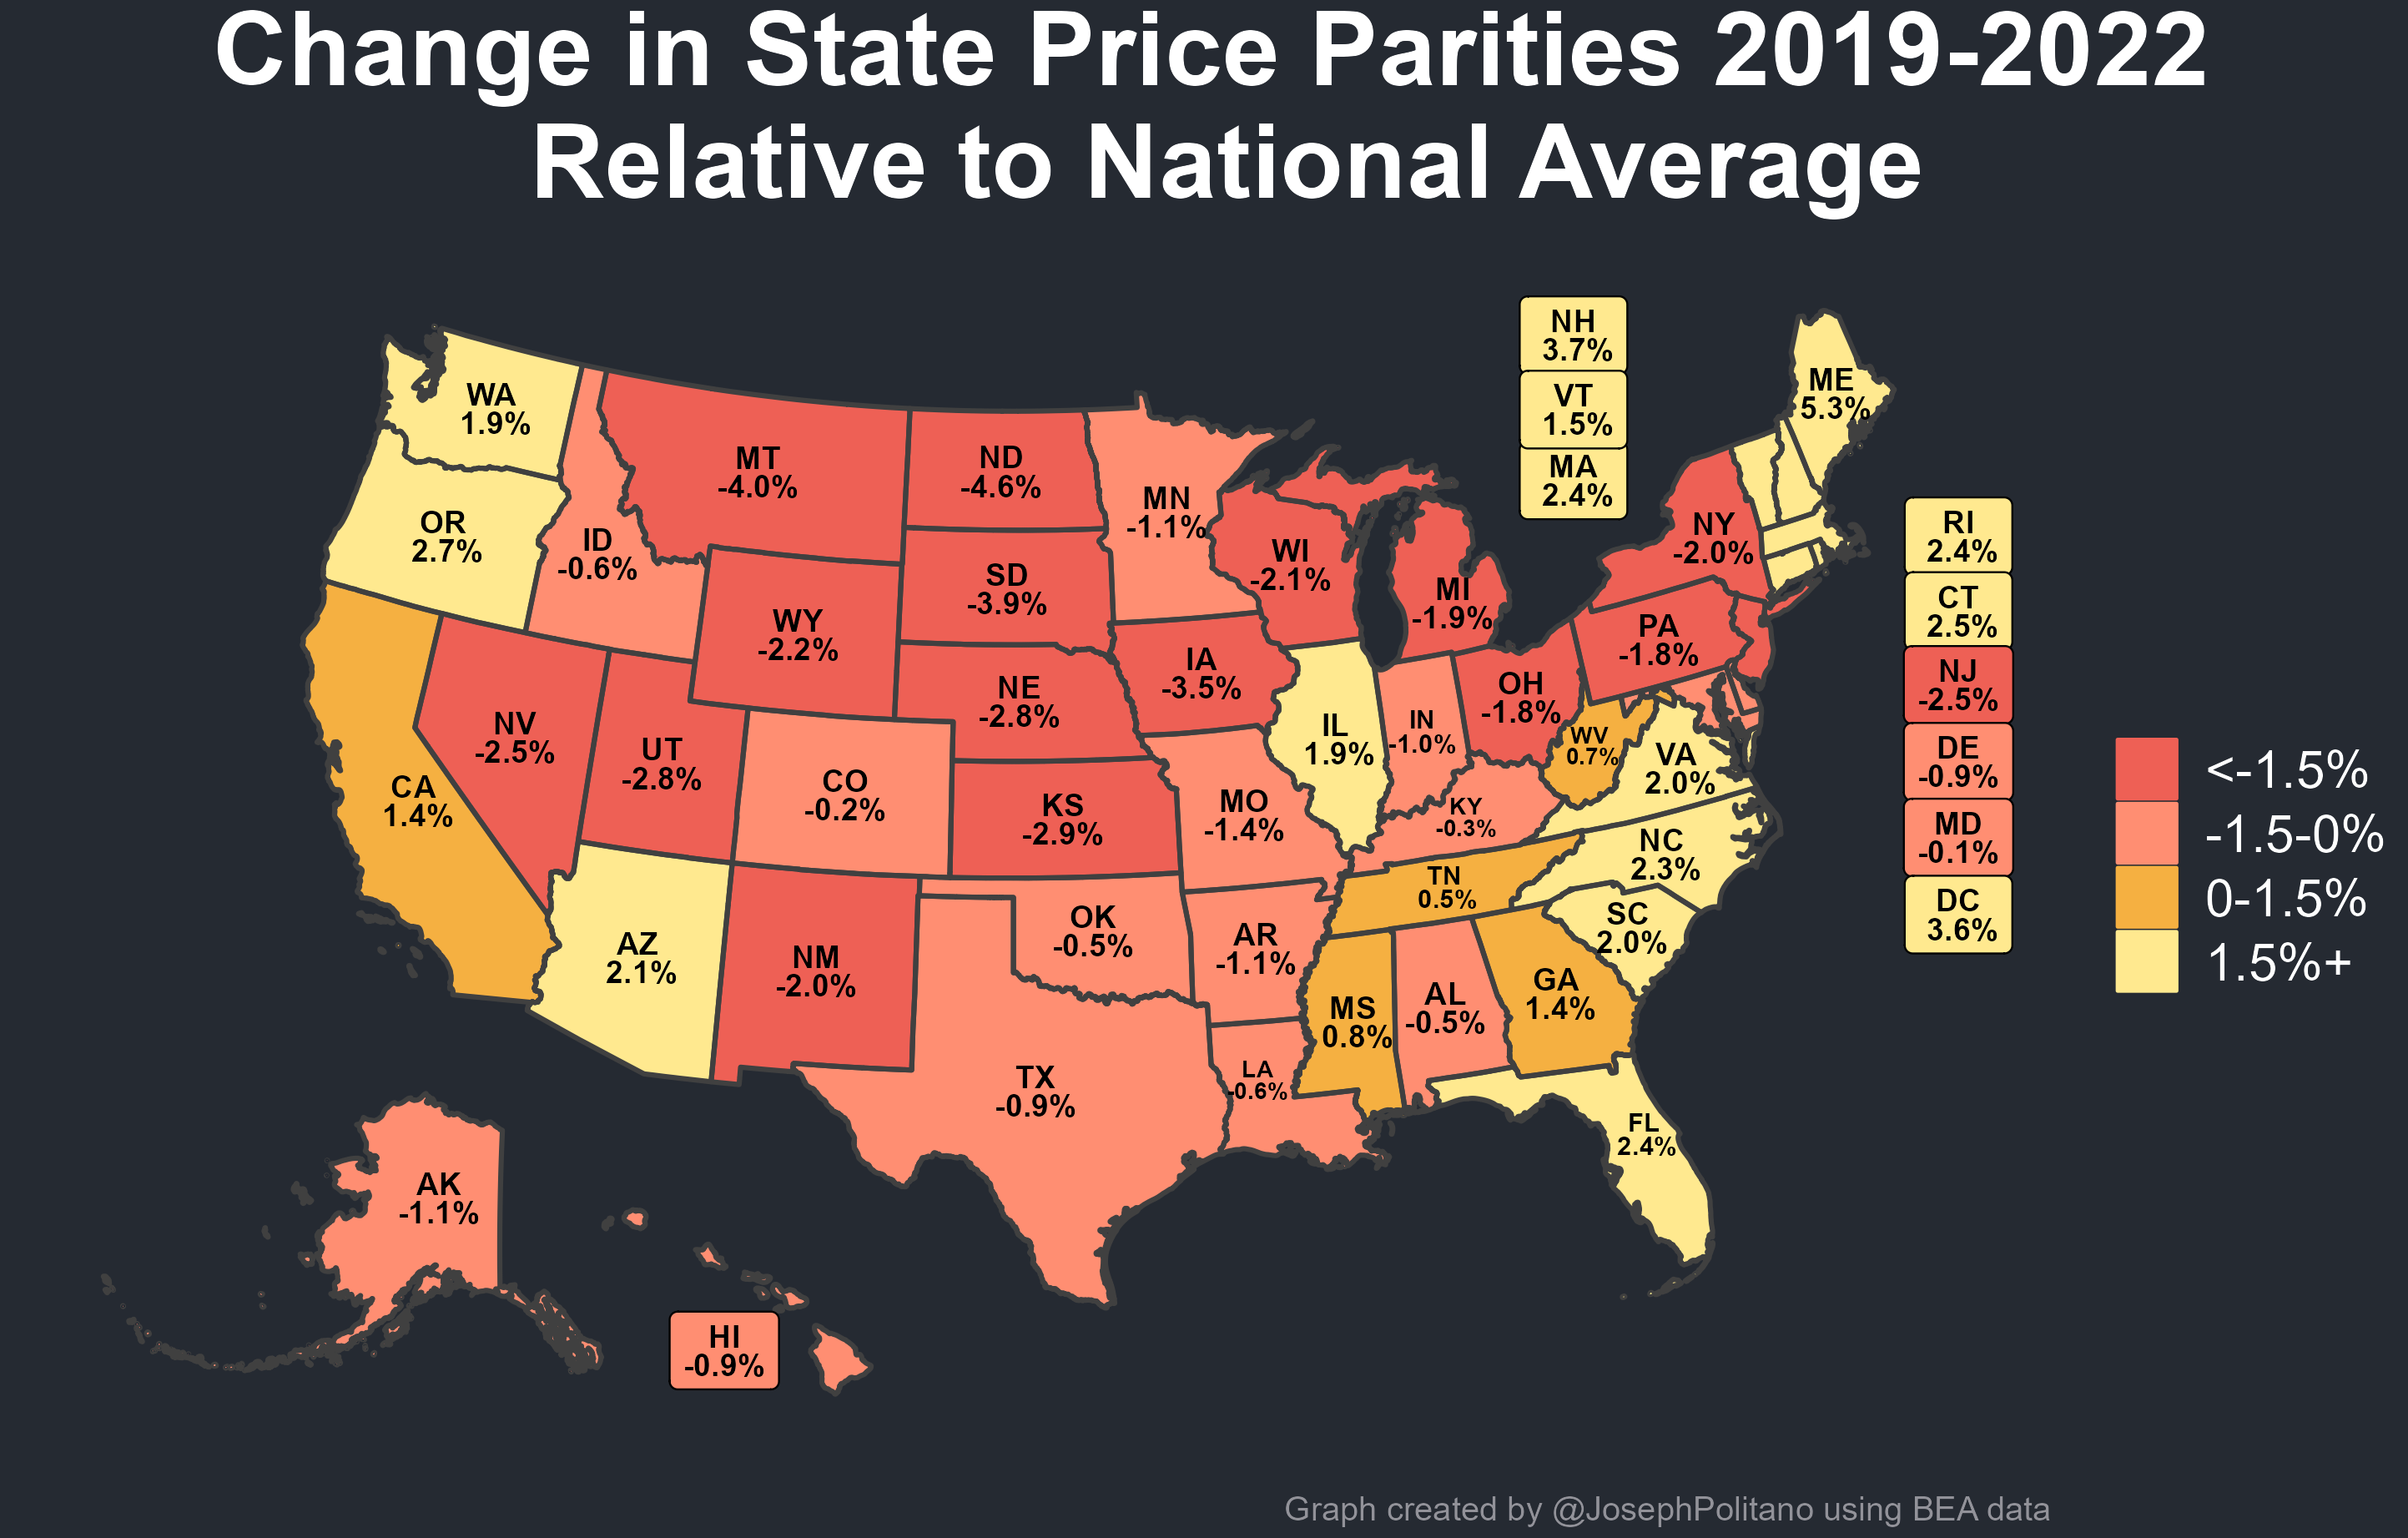 Change in State Price Parities 2019-2022
Relative to National Average
NH
3.7%
VT
1.5%
MA
2.4%
ME
5.3%
WA
1.9%
MT
-4.0%
ND
-4.6%
MN
-1.1%
OR
2.7%
ID
-0.6%
WI
-2.1%
MI
-1.9%
NY
-2.0%
RI
2.4%
CT
2.5%
NJ
-2.5%
DE
-0.9%
MD
-0.1%
DC
3.6%
SD
-3.9%
WY
-2.2%
PA
-1.8%
IA
-3.5%
NE
-2.8%
OH
-1.8%
IN
-1.0%
IL
1.9%
WV
0.7%
VA
2.0%
NV
-2.5%
UT
-2.8%
CO
-0.2%
CA
1.4%
KS
-2.9%
MO
-1.4%
KY
-0.3%
NC
2.3%
TN
0.5%
SC
2.0%
AZ
2.1%
NM
-2.0%
OK
-0.5%
AR
-1.1%
MS
0.8%
AL
-0.5%
GA
1.4%
TX
-0.9%
LA
-0.6%
FL
2.4%
AK
-1.1%
HI
-0.9%
<-1.5%
-1.5-0%
0-1.5%
1.5%+
Graph created by @JosephPolitano using BEA data